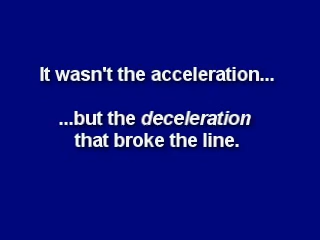 It wasn't the acceleration...
...but the deceleration
that broke the line.